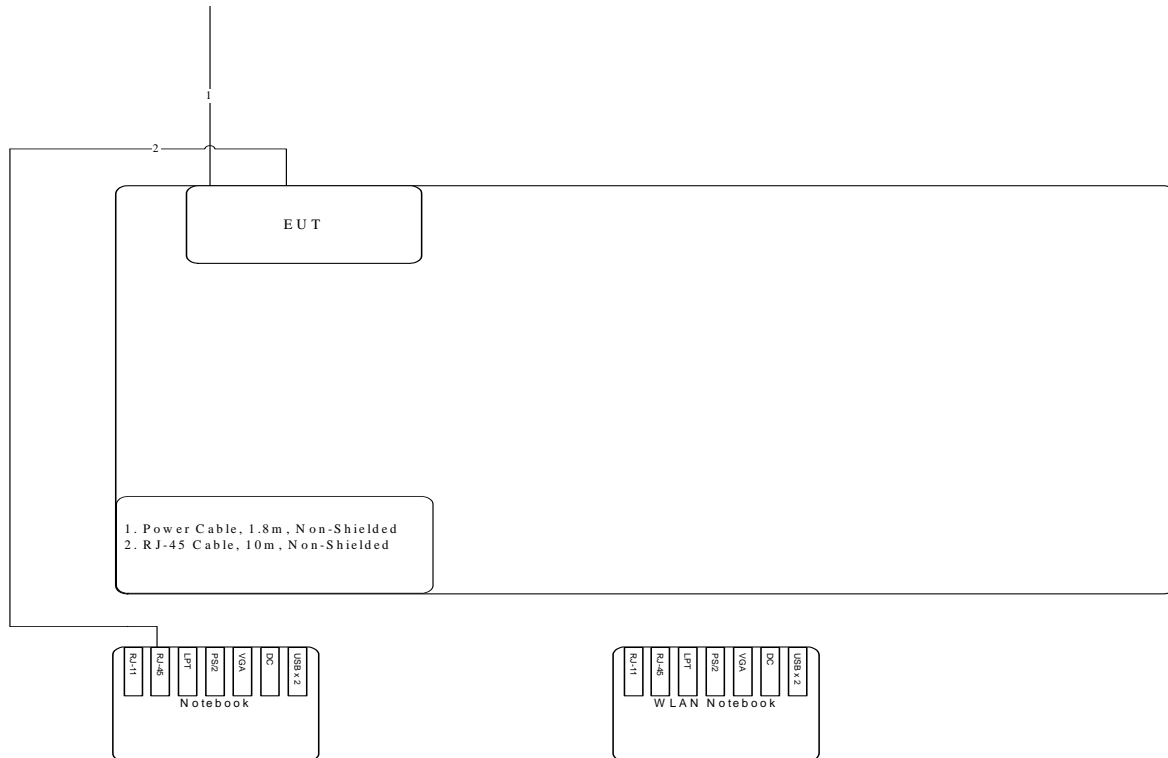 1
2
EUT
1. Power Cable, 1.8m, Non-Shielded
2. RJ-45 Cable, 10m, Non-Shielded
RJ-11 RJ-45 LPT PS/2 VGA DC USB x 2
Notebook
RJ-11 RJ-45 LPT PS/2 VGA DC USB x 2
WLAN Notebook